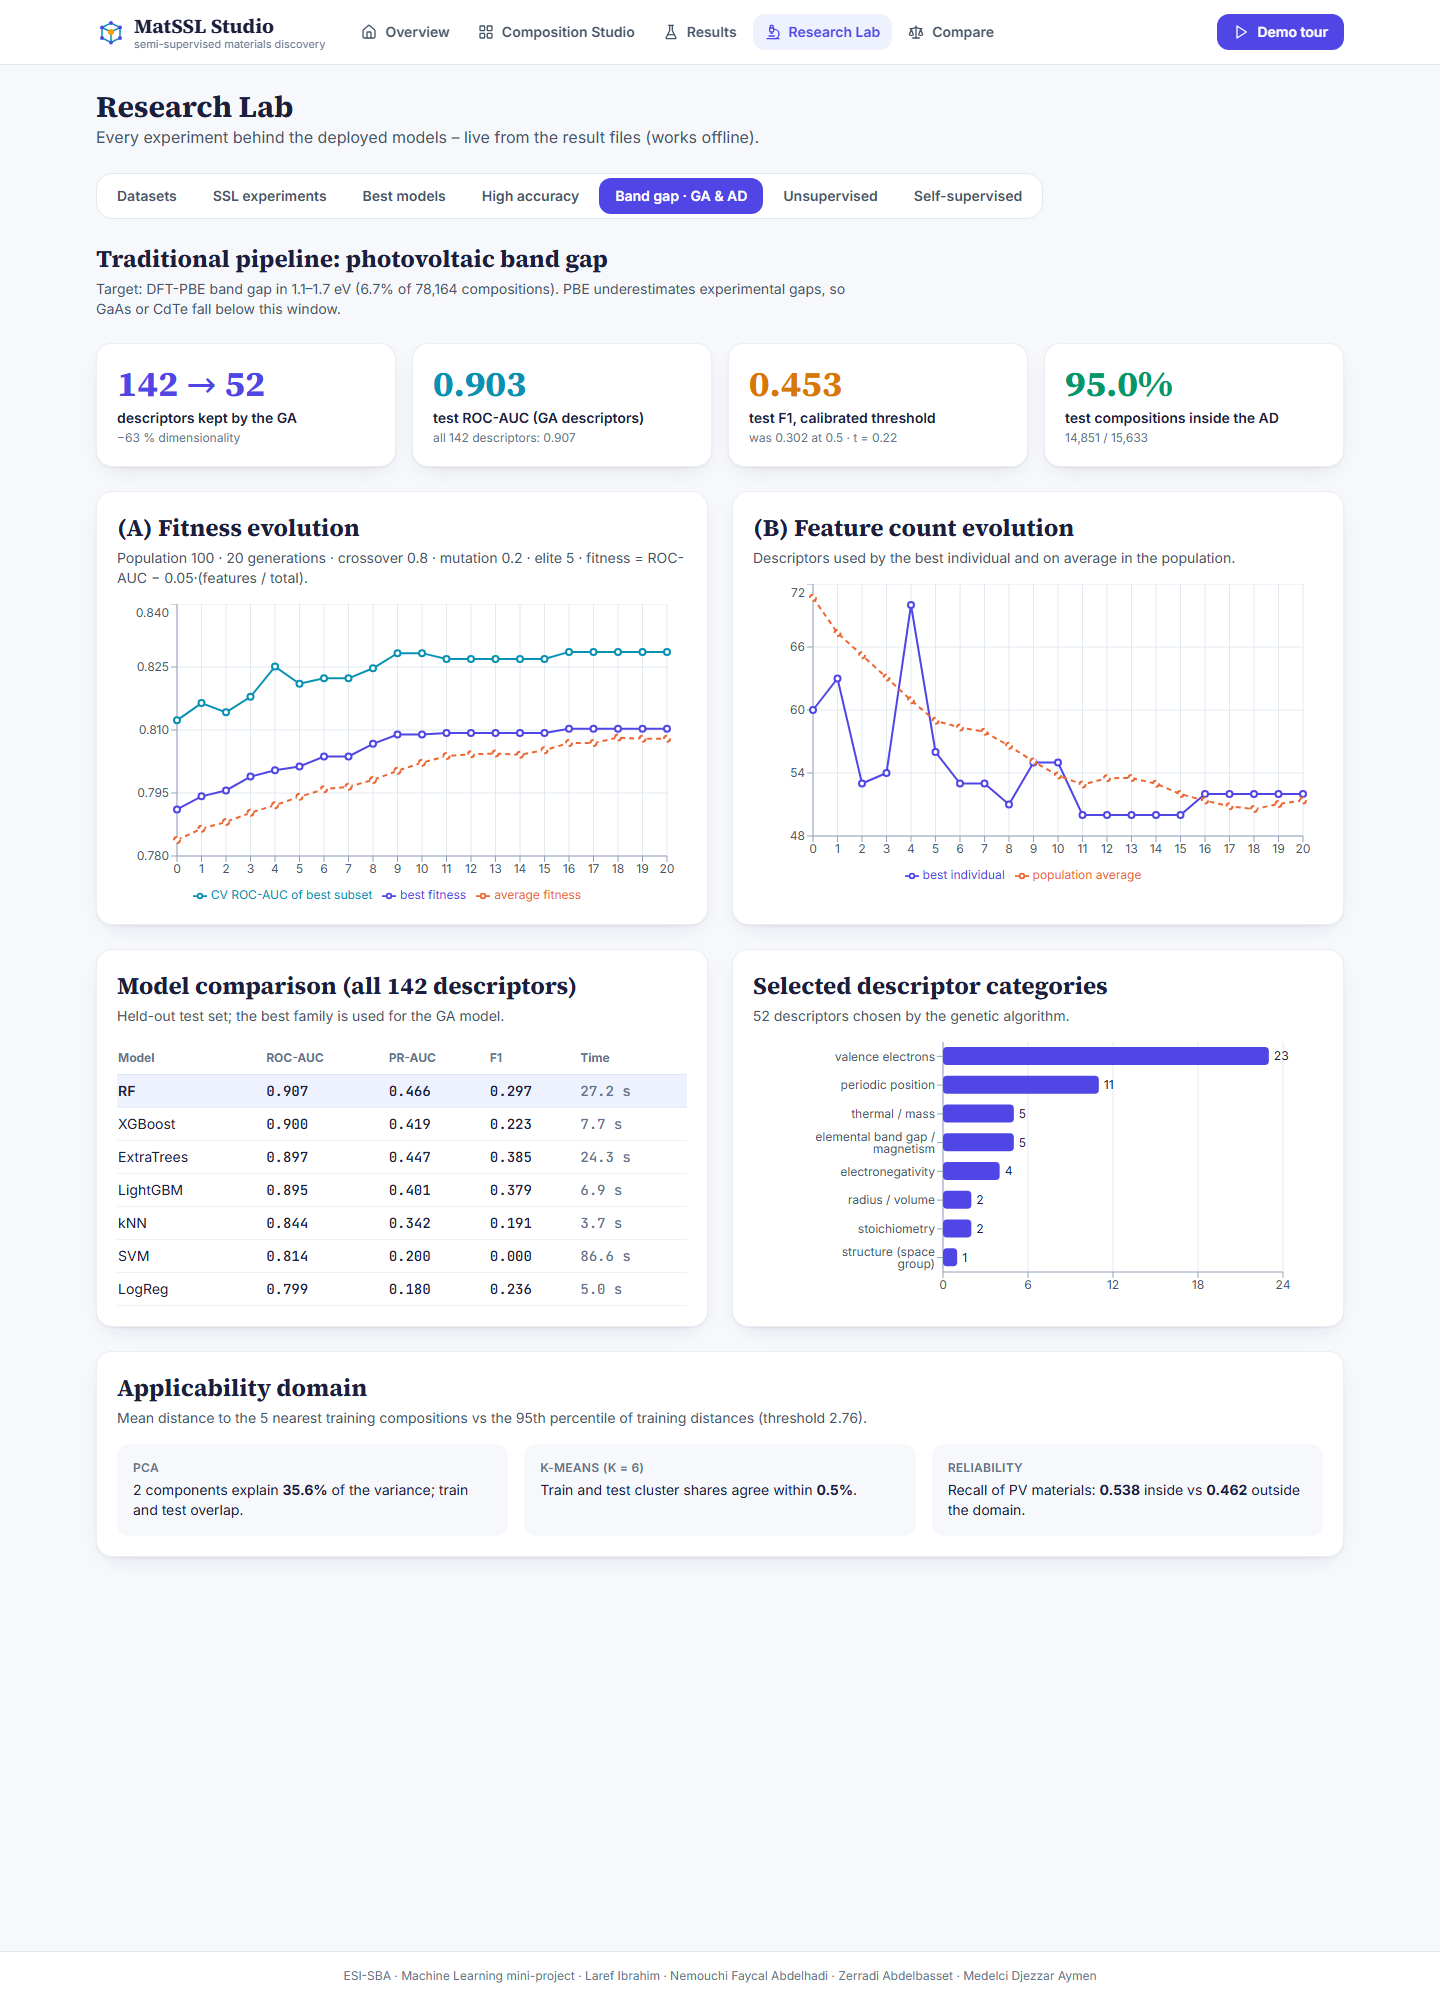 MatSSL Studio
semi-supervised materials discovery
Overview
Composition Studio
Results
Research Lab
Compare
Demo tour
Research Lab
Every experiment behind the deployed models – live from the result files (works offline).
Datasets
SSL experiments
Best models
High accuracy
Band gap · GA & AD
Unsupervised
Self-supervised
Traditional pipeline: photovoltaic band gap
Target: DFT-PBE band gap in 1.1–1.7 eV (6.7% of 78,164 compositions). PBE underestimates experimental gaps, so
GaAs or CdTe fall below this window.
142 → 52
descriptors kept by the GA
−63 % dimensionality
0.903
test ROC-AUC (GA descriptors)
all 142 descriptors: 0.907
0.453
test F1, calibrated threshold
was 0.302 at 0.5 · t = 0.22
95.0%
test compositions inside the AD
14,851 / 15,633
(A) Fitness evolution
Population 100 · 20 generations · crossover 0.8 · mutation 0.2 · elite 5 · fitness = ROC-
AUC − 0.05·(features / total).
0.840
0.825
0.810
0.795
0.780
0 1 2 3 4 5 6 7 8 9 10 11 12 13 14 15 16 17 18 19 20
CV ROC-AUC of best subset best fitness average fitness
(B) Feature count evolution
Descriptors used by the best individual and on average in the population.
72
66
60
54
48
0 1 2 3 4 5 6 7 8 9 10 11 12 13 14 15 16 17 18 19 20
best individual population average
Model comparison (all 142 descriptors)
Held-out test set; the best family is used for the GA model.
Model ROC-AUC PR-AUC F1 Time
RF 0.907 0.466 0.297 27.2 s
XGBoost 0.900 0.419 0.223 7.7 s
ExtraTrees 0.897 0.447 0.385 24.3 s
LightGBM 0.895 0.401 0.379 6.9 s
kNN 0.844 0.342 0.191 3.7 s
SVM 0.814 0.200 0.000 86.6 s
LogReg 0.799 0.180 0.236 5.0 s
Selected descriptor categories
52 descriptors chosen by the genetic algorithm.
valence electrons 23
periodic position 11
thermal / mass 5
elemental band gap /
magnetism 5
electronegativity 4
radius / volume 2
stoichiometry 2
structure (space
group) 1
0 6 12 18 24
Applicability domain
Mean distance to the 5 nearest training compositions vs the 95th percentile of training distances (threshold 2.76).
PCA
2 components explain 35.6% of the variance; train
and test overlap.
K-MEANS (K = 6)
Train and test cluster shares agree within 0.5%.
RELIABILITY
Recall of PV materials: 0.538 inside vs 0.462 outside
the domain.
ESI-SBA · Machine Learning mini-project · Laref Ibrahim · Nemouchi Faycal Abdelhadi · Zerradi Abdelbasset · Medelci Djezzar Aymen